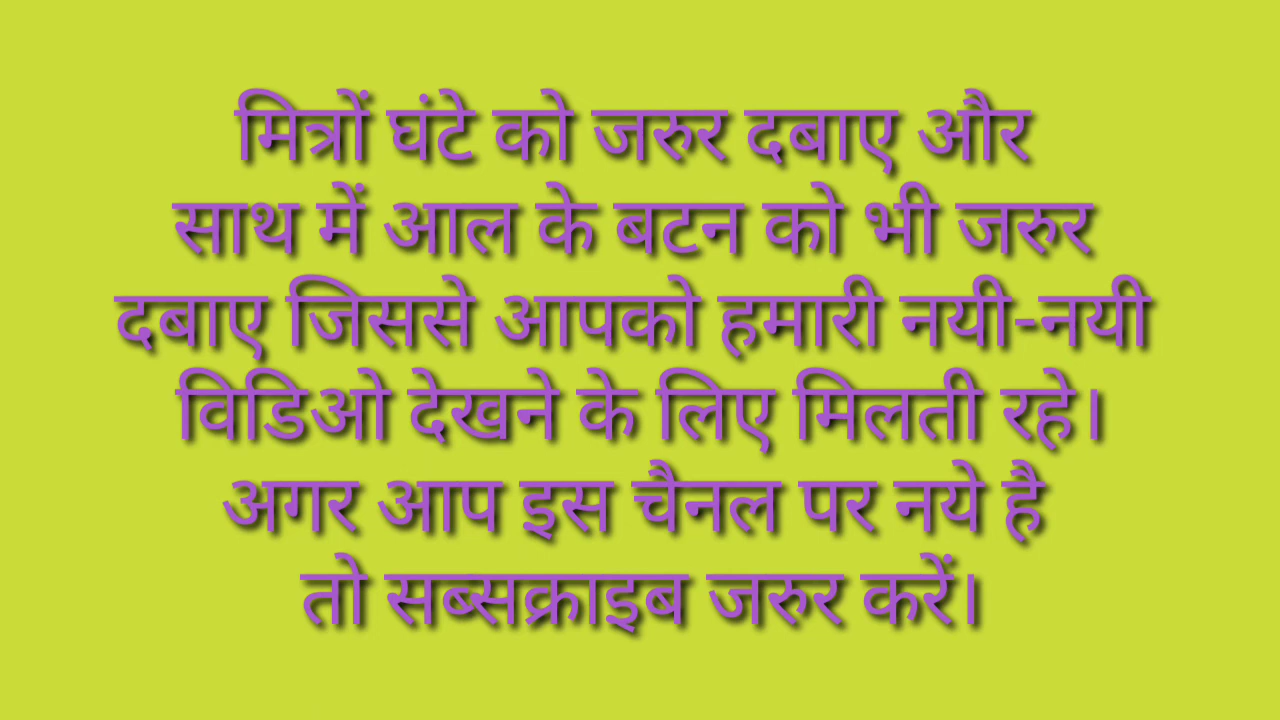 मित्रों घंटे को जरुर दबाए और
साथ में आल के बटन को भी जरुर
दबाए जिससे आपको हमारी नयी-नयी
विडिओ देखने के लिए मिलती रहे।
अगर आप इस चैनल पर नये है
तो सब्सक्राइब जरुर करें।